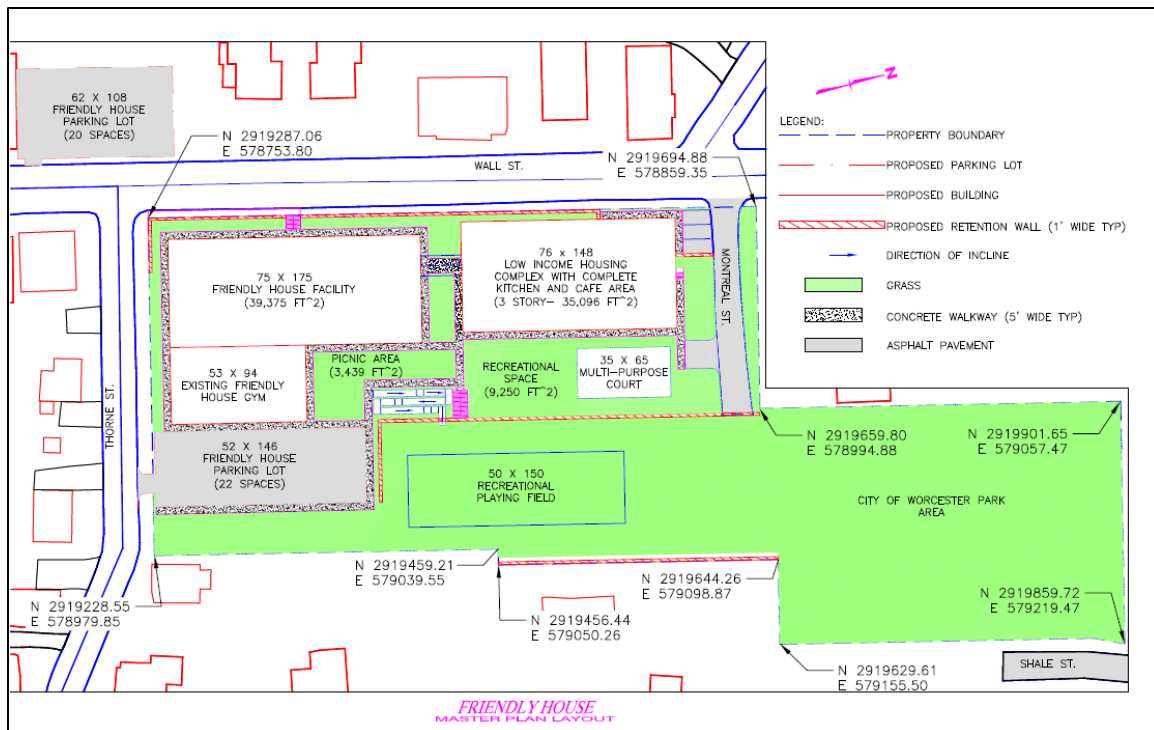 62 X 108
FRIENDLY HOUSE
PARKING LOT
(20 SPACES)
N 2919287.06
E 578753.80
WALL ST.
N 2919694.88
E 578859.35
N
LEGEND:
PROPERTY BOUNDARY
PROPOSED PARKING LOT
PROPOSED BUILDING
PROPOSED RETENTION WALL (1' WIDE TYP)
DIRECTION OF INCLINE
GRASS
CONCRETE WALKWAY (5' WIDE TYP)
ASPHALT PAVEMENT
75 X 175
FRIENDLY HOUSE FACILITY
(39,375 FT^2)
76 x 148
LOW INCOME HOUSING
COMPLEX WITH COMPLETE
KITCHEN AND CAFE AREA
(3 STORY- 35,096 FT^2)
MONTREAL ST.
THORNE ST.
53 X 94
EXISTING FRIENDLY
HOUSE GYM
PICNIC AREA
(3,439 FT^2)
RECREATIONAL
SPACE
(9,250 FT^2)
35 X 65
MULTI-PURPOSE
COURT
52 X 146
FRIENDLY HOUSE
PARKING LOT
(22 SPACES)
50 X 150
RECREATIONAL
PLAYING FIELD
N 2919659.80
E 578994.88
N 2919901.65
E 579057.47
CITY OF WORCESTER PARK
AREA
N 2919228.55
E 578979.85
N 2919459.21
E 579039.55
N 2919456.44
E 579050.26
N 2919644.26
E 579098.87
N 2919859.72
E 579219.47
N 2919629.61
E 579155.50
SHALE ST.
FRIENDLY HOUSE
MASTER PLAN LAYOUT